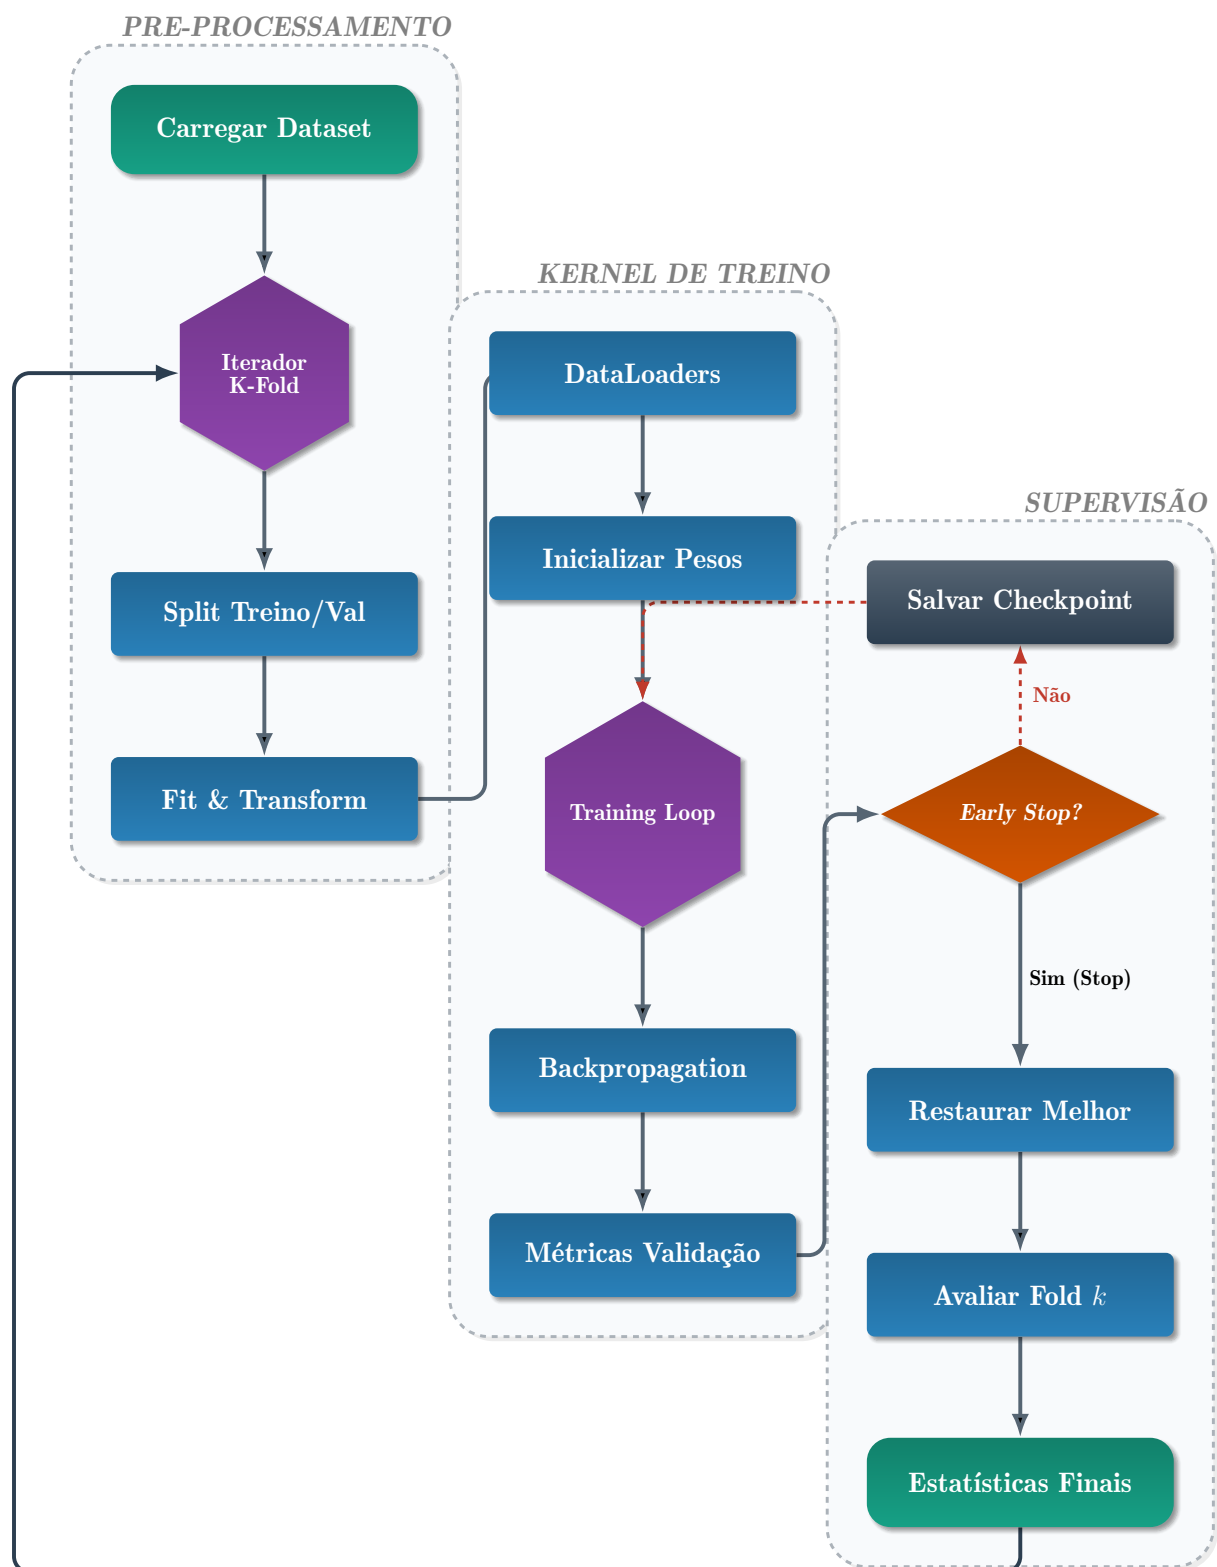 PRE-PROCESSAMENTO
Carregar Dataset
Iterador
K-Fold
Split Treino/Val
Fit & Transform
KERNEL DE TREINO
DataLoaders
Inicializar Pesos
Training Loop
Backpropagation
Métricas Validação
SUPERVISÃO
Salvar Checkpoint
Não
Early Stop?
Sim (Stop)
Restaurar Melhor
Avaliar Fold k
Estatísticas Finais